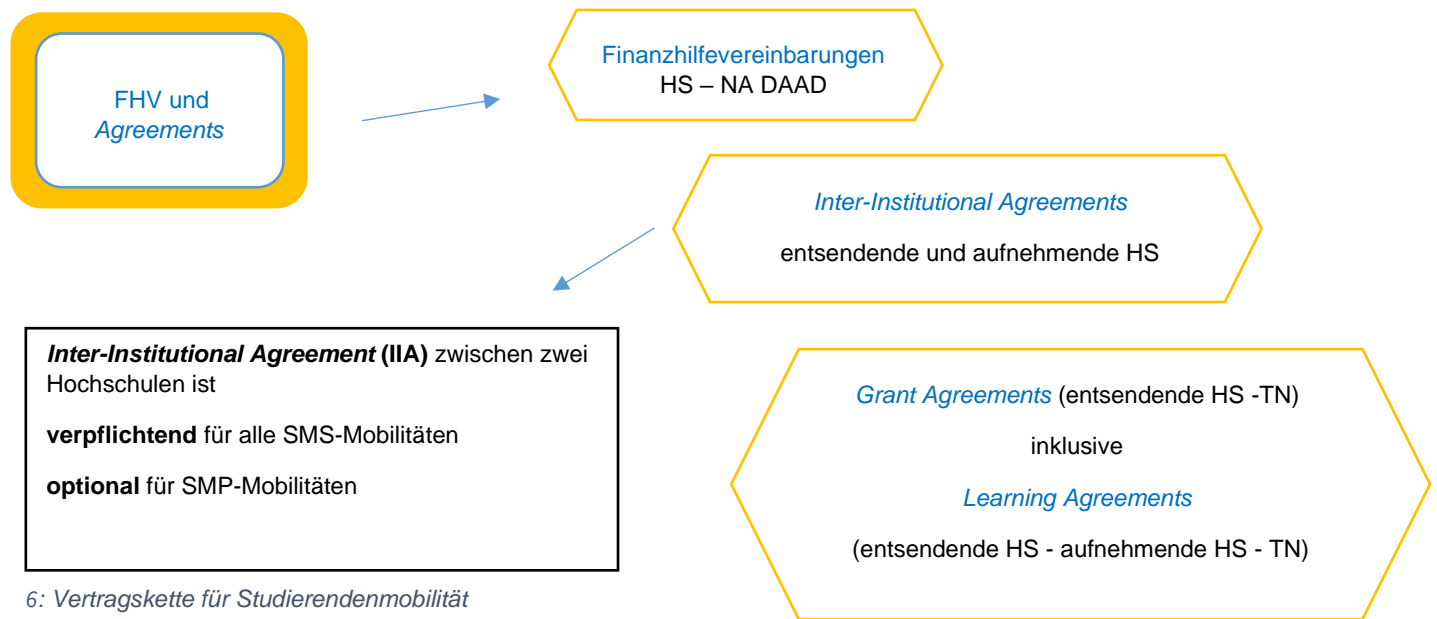 FHV und
Agreements
Finanzhilfevereinbarungen
HS – NA DAAD
Inter-Institutional Agreements
entsendende und aufnehmende HS
Inter-Institutional Agreement (IIA) zwischen zwei
Hochschulen ist
verpflichtend für alle SMS-Mobilitäten
optional für SMP-Mobilitäten
Grant Agreements (entsendende HS -TN)
inklusive
Learning Agreements
(entsendende HS - aufnehmende HS - TN)
6: Vertragskette für Studierendenmobilität